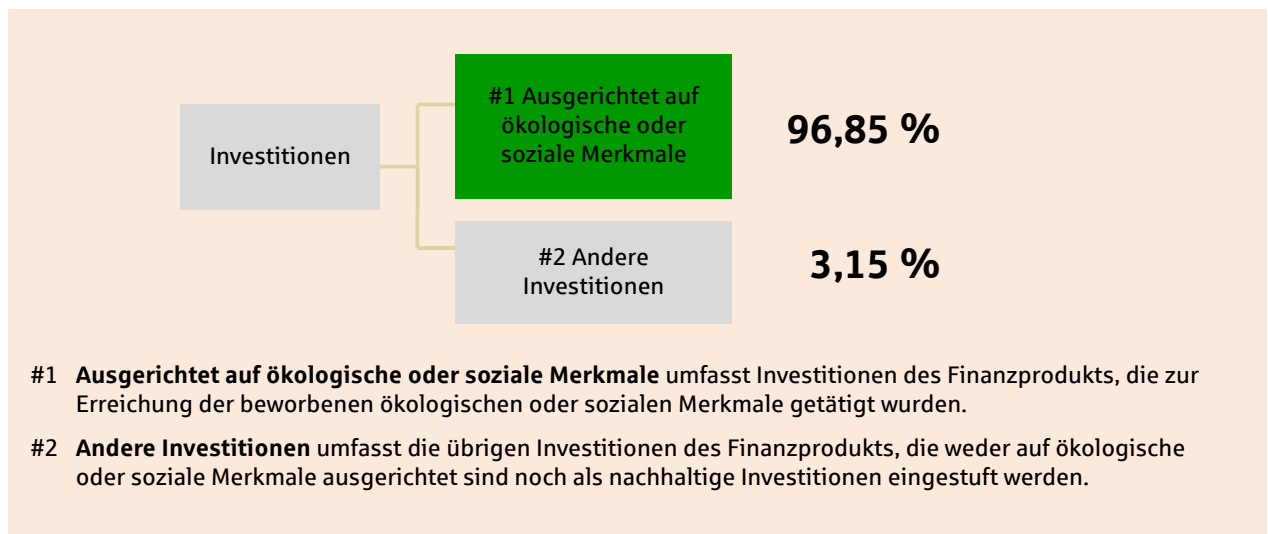 #1 Ausgerichtet auf
ökologische oder
soziale Merkmale
96,85 %
Investitionen
#2 Andere
Investitionen
3,15 %
#1 Ausgerichtet auf ökologische oder soziale Merkmale umfasst Investitionen des Finanzprodukts, die zur
Erreichung der beworbenen ökologischen oder sozialen Merkmale getätigt wurden.
#2 Andere Investitionen umfasst die übrigen Investitionen des Finanzprodukts, die weder auf ökologische
oder soziale Merkmale ausgerichtet sind noch als nachhaltige Investitionen eingestuft werden.